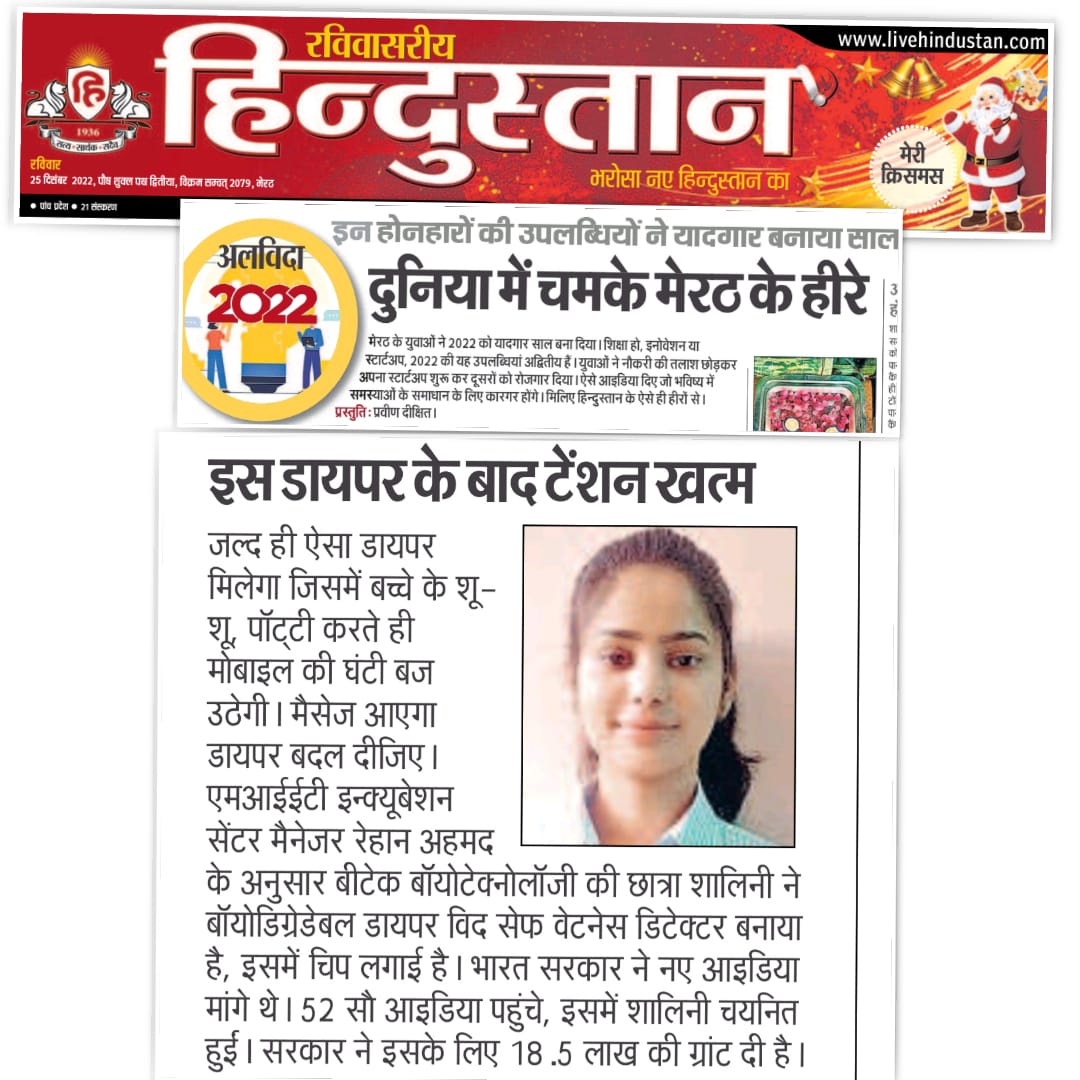 www.livehindustan.com
रविवासरीय
हिन्दुस्तान
हि
1936
सत्य • सार्थक • सदैव
रविवार
25 दिसंबर 2022, पौष शुक्ल पक्ष द्वितीया, विक्रम सम्वत् 2079, मेरठ
भरोसा नए हिन्दुस्तान का
मेरी
क्रिसमस
● पांच प्रदेश ● 21 संस्करण
इन होनहारों की उपलब्धियों ने यादगार बनाया साल
अलविदा
2022
दुनिया में चमके मेरठ के हीरे
मेरठ के युवाओं ने 2022 को यादगार साल बना दिया। शिक्षा हो, इनोवेशन या
स्टार्टअप, 2022 की यह उपलब्धियां अद्वितीय हैं। युवाओं ने नौकरी की तलाश छोड़कर
अपना स्टार्टअप शुरू कर दूसरों को रोजगार दिया। ऐसे आइडिया दिए जो भविष्य में
समस्याओं के समाधान के लिए कारगर होंगे। मिलिए हिन्दुस्तान के ऐसे ही हीरों से।
प्रस्तुति : प्रवीण दीक्षित।
इस डायपर के बाद टेंशन खत्म
जल्द ही ऐसा डायपर
मिलेगा जिसमें बच्चे के शू-
शू, पॉट्टी करते ही
मोबाइल की घंटी बज
उठेगी। मैसेज आएगा
डायपर बदल दीजिए।
एमआईईटी इन्क्यूबेशन
सेंटर मैनेजर रेहान अहमद
के अनुसार बीटेक बॉयोटेक्नोलॉजी की छात्रा शालिनी ने
बॉयोडिग्रेडेबल डायपर विद सेफ वेटनेस डिटेक्टर बनाया
है, इसमें चिप लगाई है। भारत सरकार ने नए आइडिया
मांगे थे। 52 सौ आइडिया पहुंचे, इसमें शालिनी चयनित
हुईं। सरकार ने इसके लिए 18.5 लाख की ग्रांट दी है।